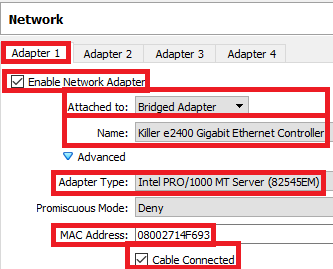 Network
Adapter 1 Adapter 2 Adapter 3 Adapter 4
Enable Network Adapter
Attached to: Bridged Adapter
Name: Killer e2400 Gigabit Ethernet Controller
Advanced
Adapter Type: Intel PRO/1000 MT Server (82545EM)
Promiscuous Mode: Deny
MAC Address: 08002714F693
Cable Connected